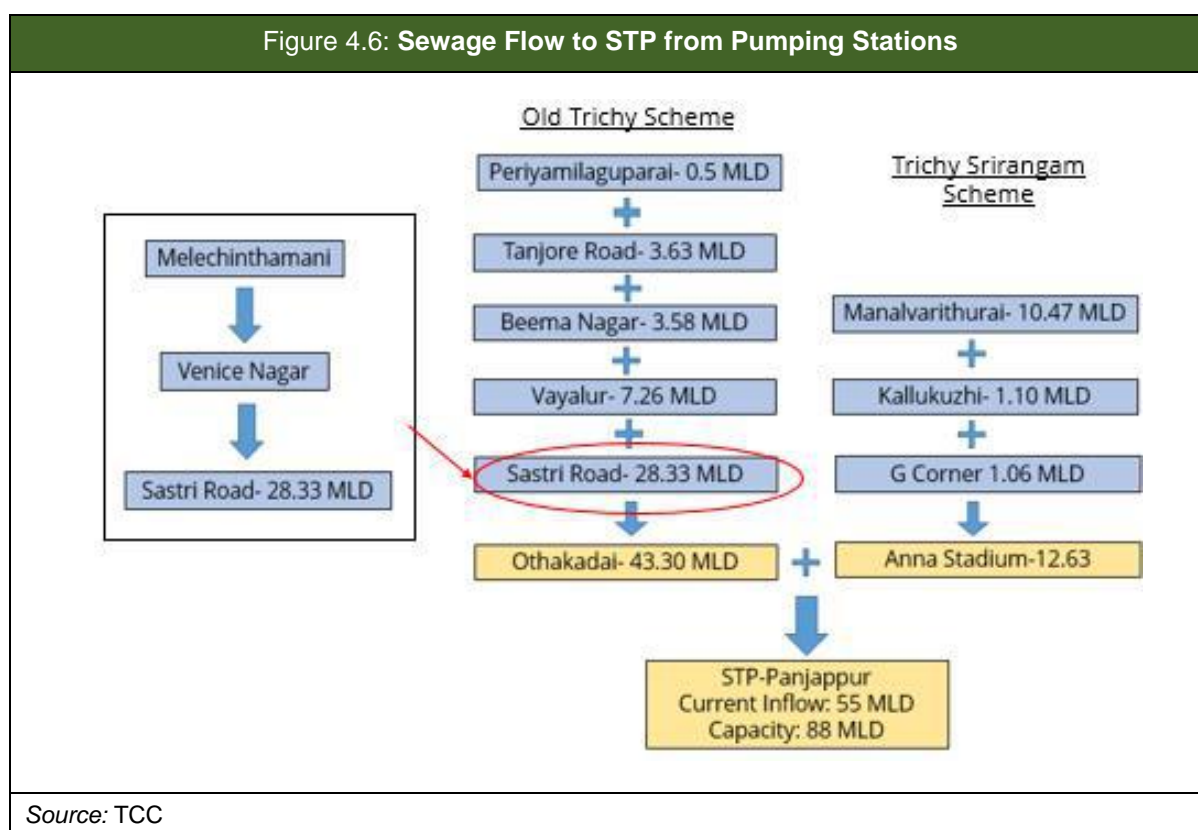 Figure 4.6: Sewage Flow to STP from Pumping Stations
Melechinthamani
Venice Nagar
Sastri Road- 28.33 MLD
Old Trichy Scheme
Periyamilaguparai- 0.5 MLD
+
Tanjore Road- 3.63 MLD
+
Beema Nagar- 3.58 MLD
+
Vayalur- 7.26 MLD
+
Sastri Road- 28.33 MLD
Othakadai- 43.30 MLD
+
Trichy Srirangam
Scheme
Manalvarithurai- 10.47 MLD
+
Kallukuzhi- 1.10 MLD
+
G Corner 1.06 MLD
Anna Stadium-12.63
STP-Panjappur
Current Inflow: 55 MLD
Capacity: 88 MLD
Source: TCC